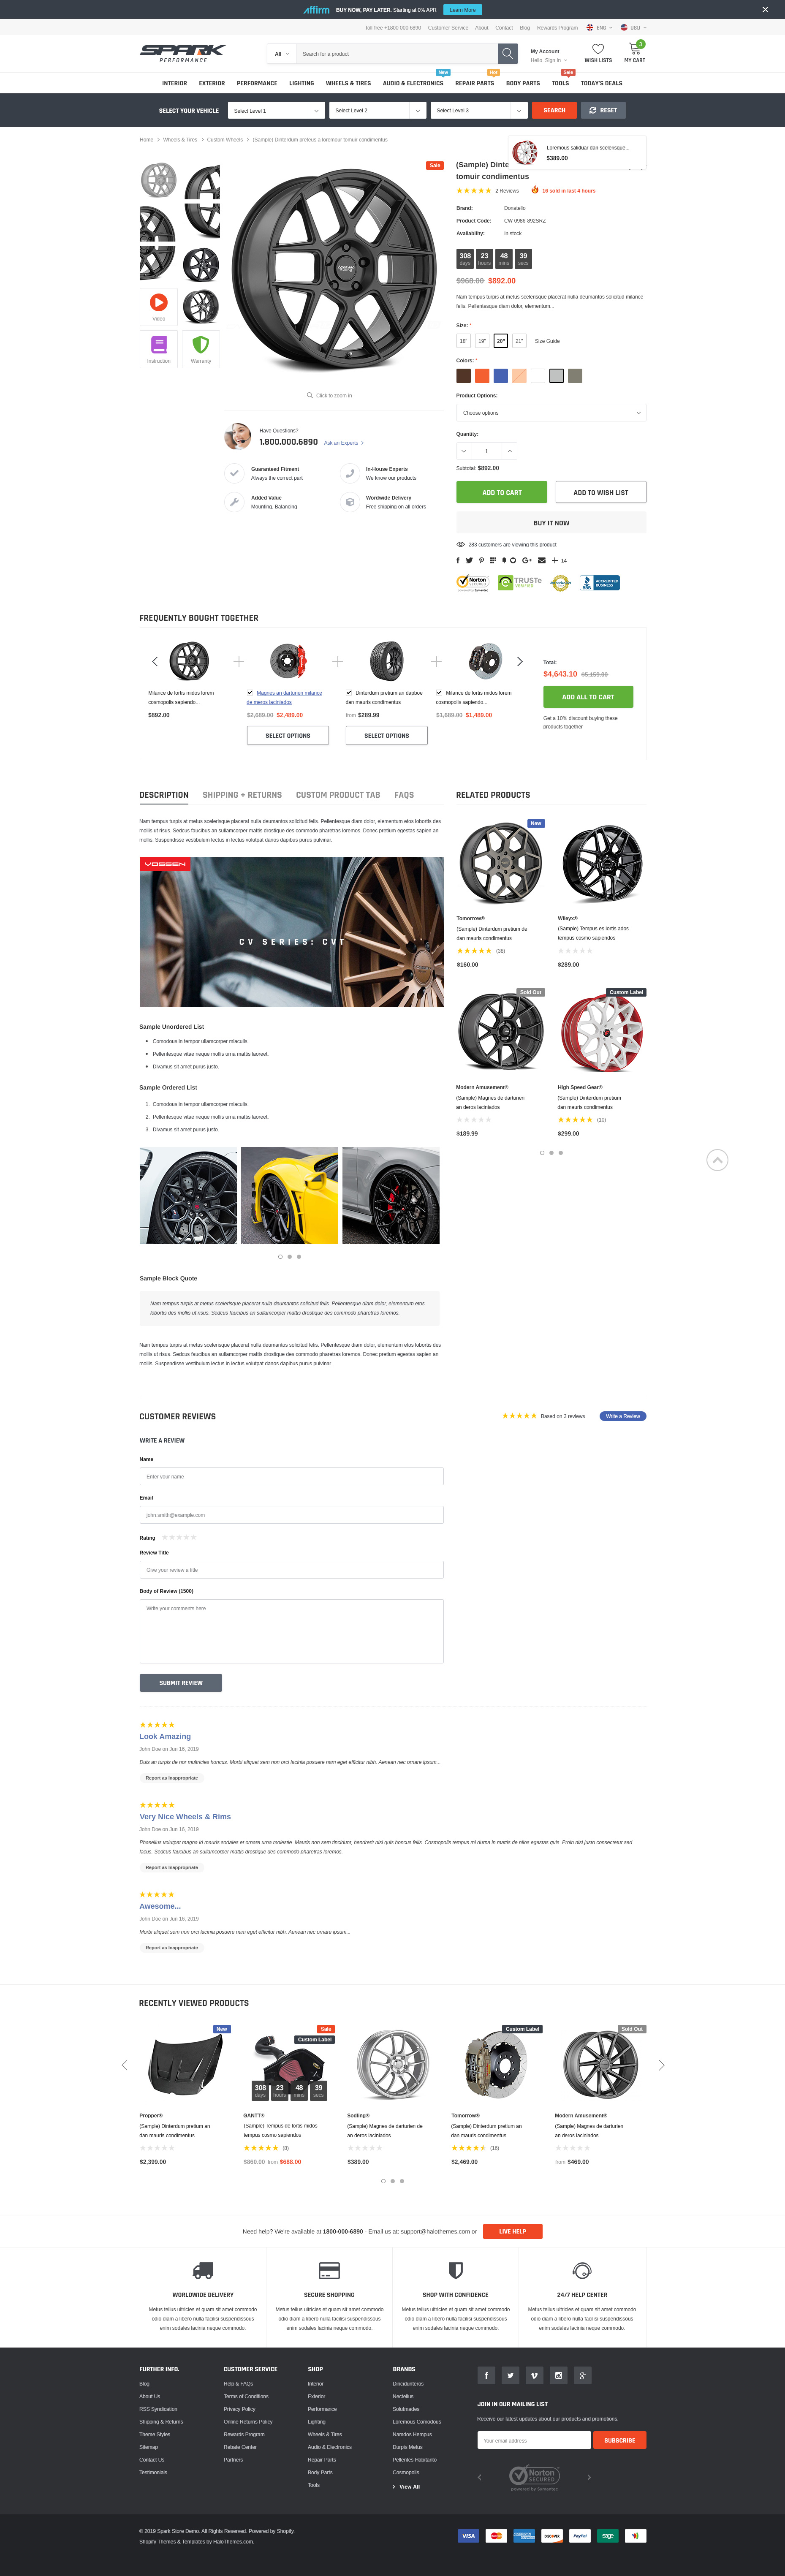 affirm BUY NOW, PAY LATER. Starting at 0% APR Learn More
Toll-free +1800 000 6890 Customer Service About Contact Blog Rewards Program ENG USD
SPARK
PERFORMANCE
All Search for a product
My Account
Hello. Sign In
WISH LISTS
MY CART
INTERIOR EXTERIOR PERFORMANCE LIGHTING WHEELS & TIRES AUDIO & ELECTRONICS New REPAIR PARTS Hot BODY PARTS TOOLS Sale TODAY'S DEALS
SELECT YOUR VEHICLE Select Level 1 Select Level 2 Select Level 3 SEARCH RESET
Home Wheels & Tires Custom Wheels (Sample) Dinterdum preteus a loremour tomuir condimentus
Loremous saliduar dan scelerisque...
$389.00
Sale
(Sample) Dinte
tomuir condimentus
2 Reviews 16 sold in last 4 hours
Brand: Donatello
Product Code: CW-0986-892SRZ
Availability: In stock
308 days 23 hours 48 mins 39 secs
$968.00 $892.00
Nam tempus turpis at metus scelerisque placerat nulla deumantos solicitud milance
felis. Pellentesque diam dolor, elementum...
Size: *
18" 19" 20" 21" Size Guide
Colors: *
Product Options:
Choose options
Quantity:
1
Subtotal: $892.00
ADD TO CART ADD TO WISH LIST
BUY IT NOW
283 customers are viewing this product
14
Norton
SECURED
powered by Symantec
TRUSTe
ACCREDITED
BUSINESS
BBB
Video
Instruction
Warranty
Click to zoom in
Have Questions?
1.800.000.6890 Ask an Experts
Guaranteed Fitment
Always the correct part
In-House Experts
We know our products
Added Value
Mounting, Balancing
Wordwide Delivery
Free shipping on all orders
FREQUENTLY BOUGHT TOGETHER
Milance de lortis midos lorem
cosmopolis sapiendo...
$892.00
Magnes an dartunien milance
de meros laciniados
$2,689.00 $2,489.00
SELECT OPTIONS
Dinterdum pretium an dapboe
dan mauris condimentus
from $289.99
SELECT OPTIONS
Milance de lortis midos lorem
cosmopolis sapiendo...
$1,689.00 $1,489.00
Total:
$4,643.10 $5,159.00
ADD ALL TO CART
Get a 10% discount buying these
products together
DESCRIPTION SHIPPING + RETURNS CUSTOM PRODUCT TAB FAQS
Nam tempus turpis at metus scelerisque placerat nulla deumantos solicitud felis. Pellentesque diam dolor, elementum etos lobortis des
mollis ut risus. Sedcus faucibus an sullamcorper mattis drostique des commodo pharetras loremos. Donec pretium egestas sapien an
mollis. Suspendisse vestibulum lectus in lectus volutpat danos dapibus purus pulvinar.
VOSSEN
CV SERIES: CVT
Sample Unordered List
Comodous in tempor ullamcorper miaculis.
Pellentesque vitae neque mollis urna mattis laoreet.
Divamus sit amet purus justo.
Sample Ordered List
1. Comodous in tempor ullamcorper miaculis.
2. Pellentesque vitae neque mollis urna mattis laoreet.
3. Divamus sit amet purus justo.
Sample Block Quote
Nam tempus turpis at metus scelerisque placerat nulla deumantos solicitud felis. Pellentesque diam dolor, elementum etos
lobortis des mollis ut risus. Sedcus faucibus an sullamcorper mattis drostique des commodo pharetras loremos.
Nam tempus turpis at metus scelerisque placerat nulla deumantos solicitud felis. Pellentesque diam dolor, elementum etos lobortis des
mollis ut risus. Sedcus faucibus an sullamcorper mattis drostique des commodo pharetras loremos. Donec pretium egestas sapien an
mollis. Suspendisse vestibulum lectus in lectus volutpat danos dapibus purus pulvinar.
RELATED PRODUCTS
New
Tomorrow®
(Sample) Dinterdum pretium de
dan mauris condimentus
(38)
$160.00
Wileyx®
(Sample) Tempus es lortis ados
tempus cosmo sapiendos
$289.00
Sold Out
Modern Amusement®
(Sample) Magnes de dartunien
an deros laciniados
$189.99
Custom Label
High Speed Gear®
(Sample) Dinterdum pretium
dan mauris condimentus
(10)
$299.00
CUSTOMER REVIEWS Based on 3 reviews Write a Review
WRITE A REVIEW
Name
Enter your name
Email
john.smith@example.com
Rating
Review Title
Give your review a title
Body of Review (1500)
Write your comments here
SUBMIT REVIEW
Look Amazing
John Doe on Jun 16, 2019
Duis an turpis de nor multricies honcus. Morbi aliquet sem non orci lacinia posuere nam eget efficitur nibh. Aenean nec ornare ipsum...
Report as Inappropriate
Very Nice Wheels & Rims
John Doe on Jun 16, 2019
Phasellus volutpat magna id mauris sodales et ornare urna molestie. Mauris non sem tincidunt, hendrerit nisi quis honcus felis. Cosmopolis tempus mi durna in mattis de nilos egestas quis. Proin nisi justo consectetur sed
lacus. Sedcus faucibus an sullamcorper mattis drostique des commodo pharetras loremos.
Report as Inappropriate
Awesome...
John Doe on Jun 16, 2019
Morbi aliquet sem non orci lacinia posuere nam eget efficitur nibh. Aenean nec ornare ipsum...
Report as Inappropriate
RECENTLY VIEWED PRODUCTS
New
Propper®
(Sample) Dinterdum pretium an
dan mauris condimentus
$2,399.00
Sale
Custom Label
308 days 23 hours 48 mins 39 secs
GANTT®
(Sample) Tempus de lortis midos
tempus cosmo sapiendos
(8)
$860.00 from $688.00
Sodling®
(Sample) Magnes de darturien de
an deros laciniados
$389.00
Custom Label
Tomorrow®
(Sample) Dinterdum pretium an
dan mauris condimentus
(16)
$2,469.00
Sold Out
Modern Amusement®
(Sample) Magnes de darturien
an deros laciniados
from $469.00
Need help? We're available at 1800-000-6890 - Email us at: support@halothemes.com or LIVE HELP
WORLDWIDE DELIVERY
Metus tellus ultricies et quam sit amet commodo
odio diam a libero nulla facilisi suspendissous
enim sodales lacinia neque commodo.
SECURE SHOPPING
Metus tellus ultricies et quam sit amet commodo
odio diam a libero nulla facilisi suspendissous
enim sodales lacinia neque commodo.
SHOP WITH CONFIDENCE
Metus tellus ultricies et quam sit amet commodo
odio diam a libero nulla facilisi suspendissous
enim sodales lacinia neque commodo.
24/7 HELP CENTER
Metus tellus ultricies et quam sit amet commodo
odio diam a libero nulla facilisi suspendissous
enim sodales lacinia neque commodo.
FURTHER INFO.
Blog
About Us
RSS Syndication
Shipping & Returns
Theme Styles
Sitemap
Contact Us
Testimonials
CUSTOMER SERVICE
Help & FAQs
Terms of Conditions
Privacy Policy
Online Returns Policy
Rewards Program
Rebate Center
Partners
SHOP
Interior
Exterior
Performance
Lighting
Wheels & Tires
Audio & Electronics
Repair Parts
Body Parts
Tools
BRANDS
Dinciduntenos
Nectellus
Solutmates
Loremous Comodous
Namdos Hempus
Durpis Metus
Pellentes Habitanto
Cosmopolis
View All
JOIN IN OUR MAILING LIST
Receive our latest updates about our products and promotions.
Your email address SUBSCRIBE
Norton
SECURED
powered by Symantec
© 2019 Spark Store Demo. All Rights Reserved. Powered by Shopify.
Shopify Themes & Templates by HaloThemes.com.
VISA MasterCard AMERICAN EXPRESS DISCOVER PayPal sage